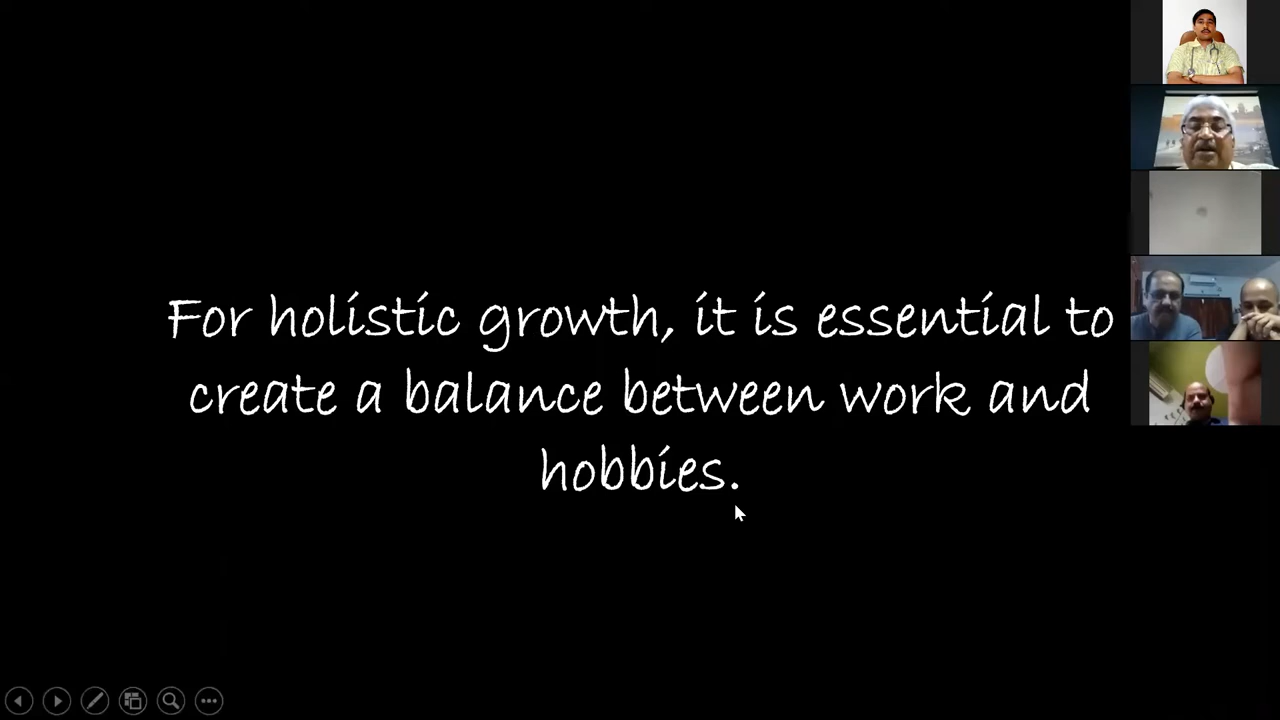 For holistic growth, it is essential to
create a balance between work and
hobbies.